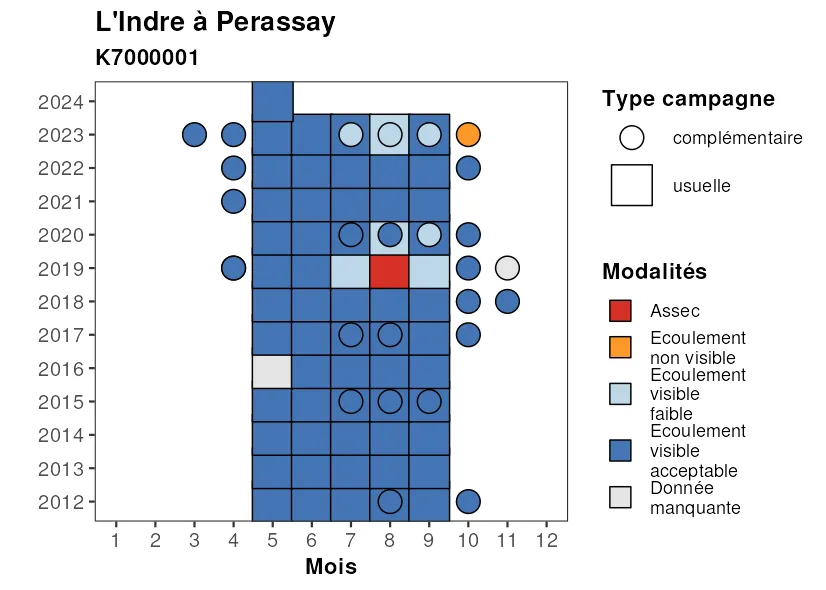 L'Indre à Perassay
K7000001
2024
2023
2022
2021
2020
2019
2018
2017
2016
2015
2014
2013
2012
1 2 3 4 5 6 7 8 9 10 11 12
Mois
Type campagne
complémentaire
usuelle
Modalités
Assec
Ecoulement
non visible
Ecoulement
visible
faible
Ecoulement
visible
acceptable
Donnée
manquante